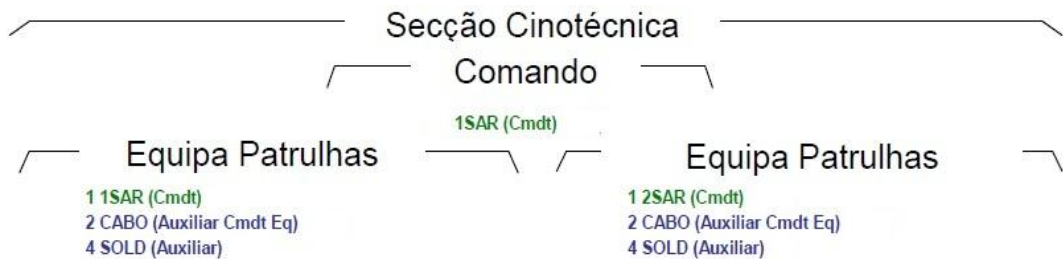 Secção Cinotécnica
Comando
1SAR (Cmdt)
Equipa Patrulhas
1 1SAR (Cmdt)
2 CABO (Auxiliar Cmdt Eq)
4 SOLD (Auxiliar)
Equipa Patrulhas
1 2SAR (Cmdt)
2 CABO (Auxiliar Cmdt Eq)
4 SOLD (Auxiliar)